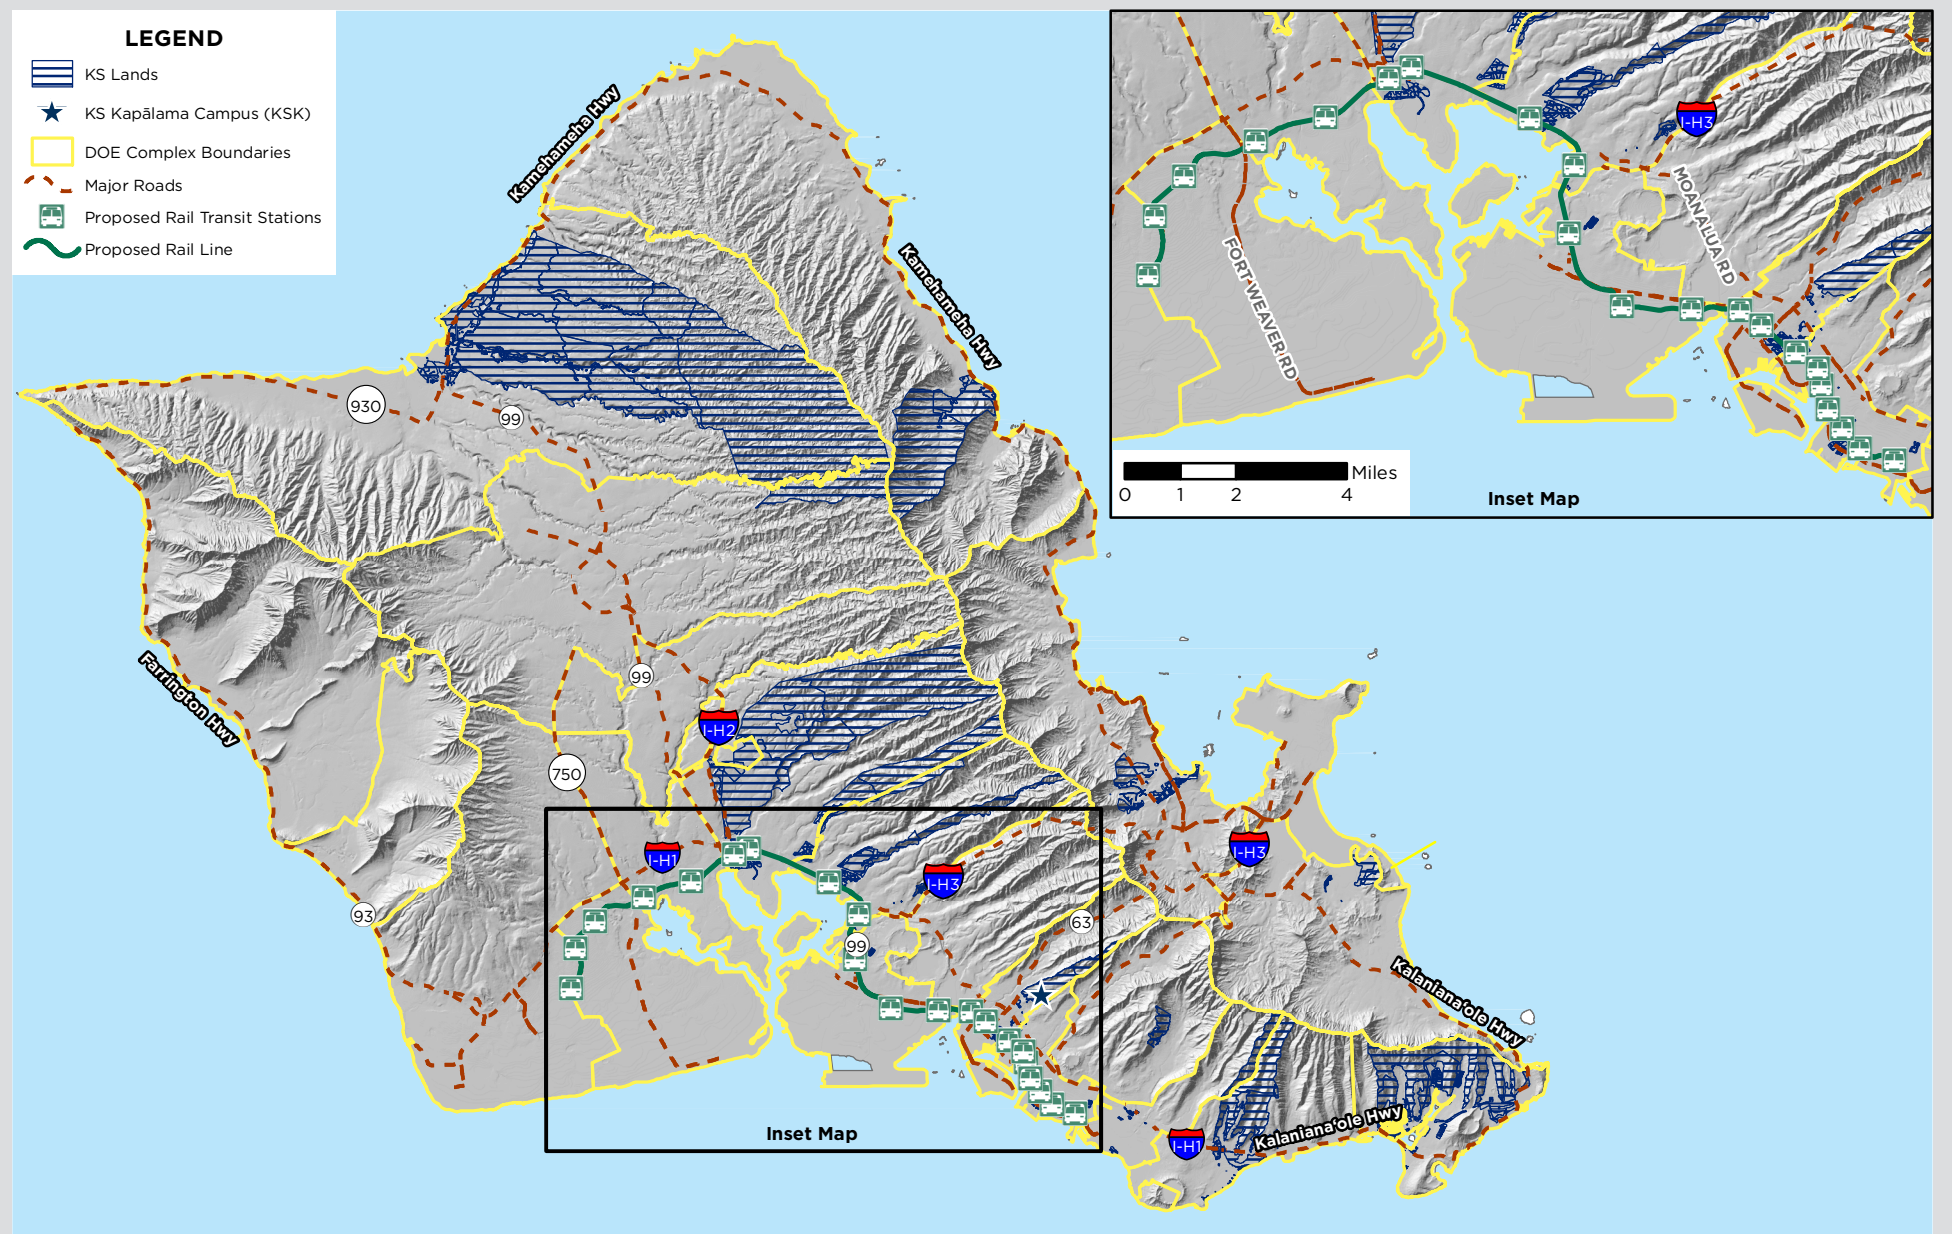 LEGEND
KS Lands
KS Kapālama Campus (KSK)
DOE Complex Boundaries
Major Roads
Proposed Rail Transit Stations
Proposed Rail Line
Kamehameha Hwy
Kamehameha Hwy
930
99
Farrington Hwy
99
I-H2
750
I-H1
I-H3
I-H3
93
63
99
Kalaniana‘ole Hwy
Kalaniana‘ole Hwy
I-H1
Inset Map
I-H3
MOANALUA RD
FORT WEAVER RD
Miles
0 1 2 4
Inset Map